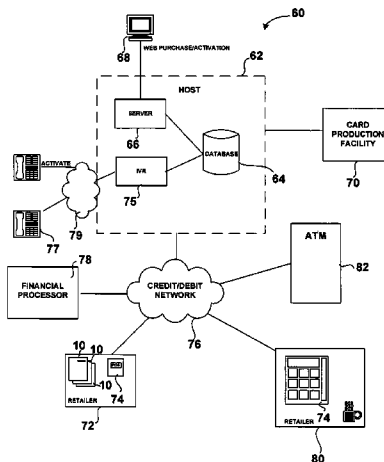 60
68
WEB PURCHASE/ACTIVATION
62
HOST
SERVER
66
DATABASE
64
CARD
PRODUCTION
FACILITY
70
ACTIVATE
IVR
75
79
77
78
FINANCIAL
PROCESSOR
CREDIT/DEBIT
NETWORK
76
ATM
82
10
10
10
74
RETAILER
72
74
RETAILER
80